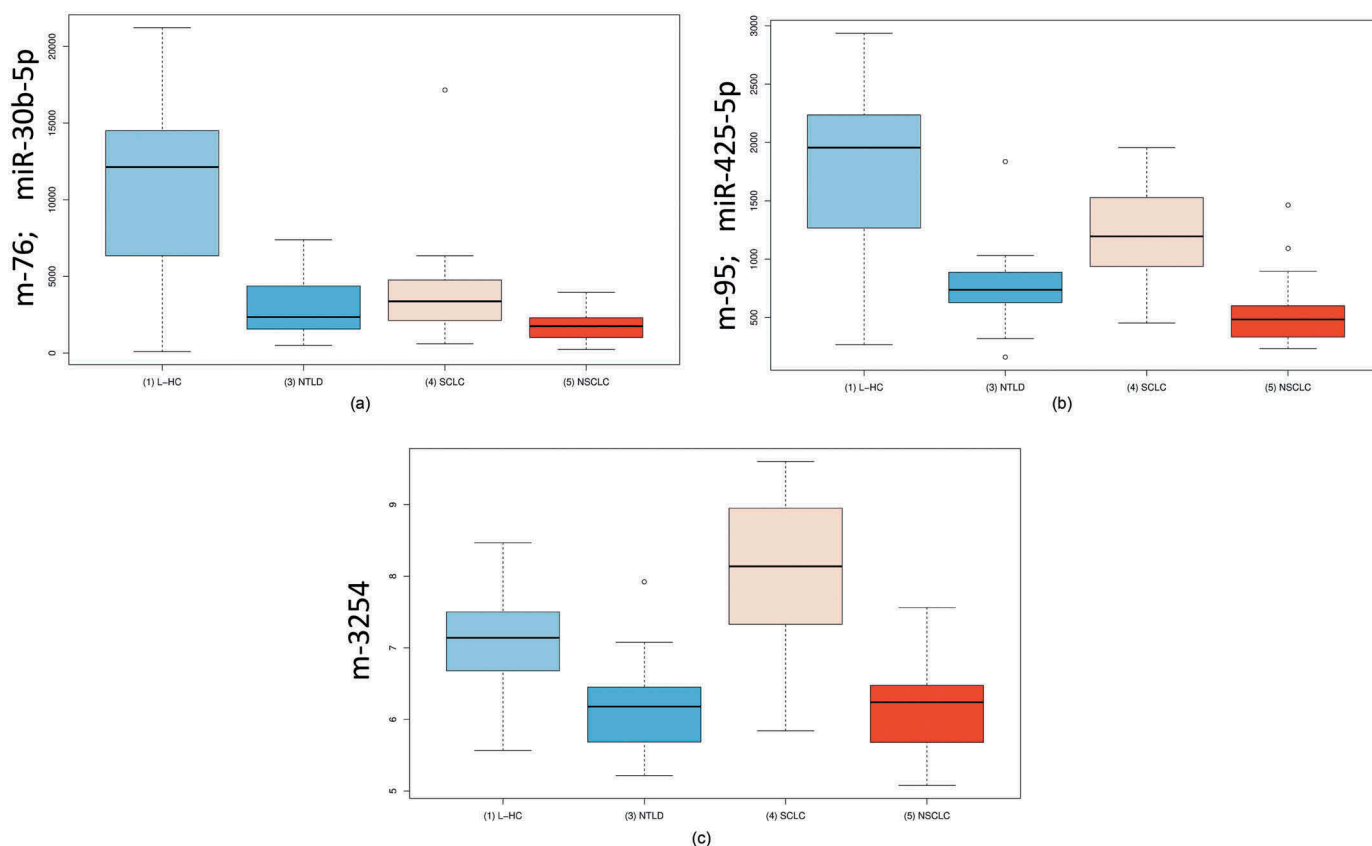 m-76; miR-30b-5p
20000
15000
10000
5000
0
(1) L-HC (3) NTLD (4) SCLC (5) NSCLC
(a)
m-95; miR-425-5p
3000
2500
2000
1500
1000
500
(1) L-HC (3) NTLD (4) SCLC (5) NSCLC
(b)
m-3254
9
8
7
6
5
(1) L-HC (3) NTLD (4) SCLC (5) NSCLC
(c)